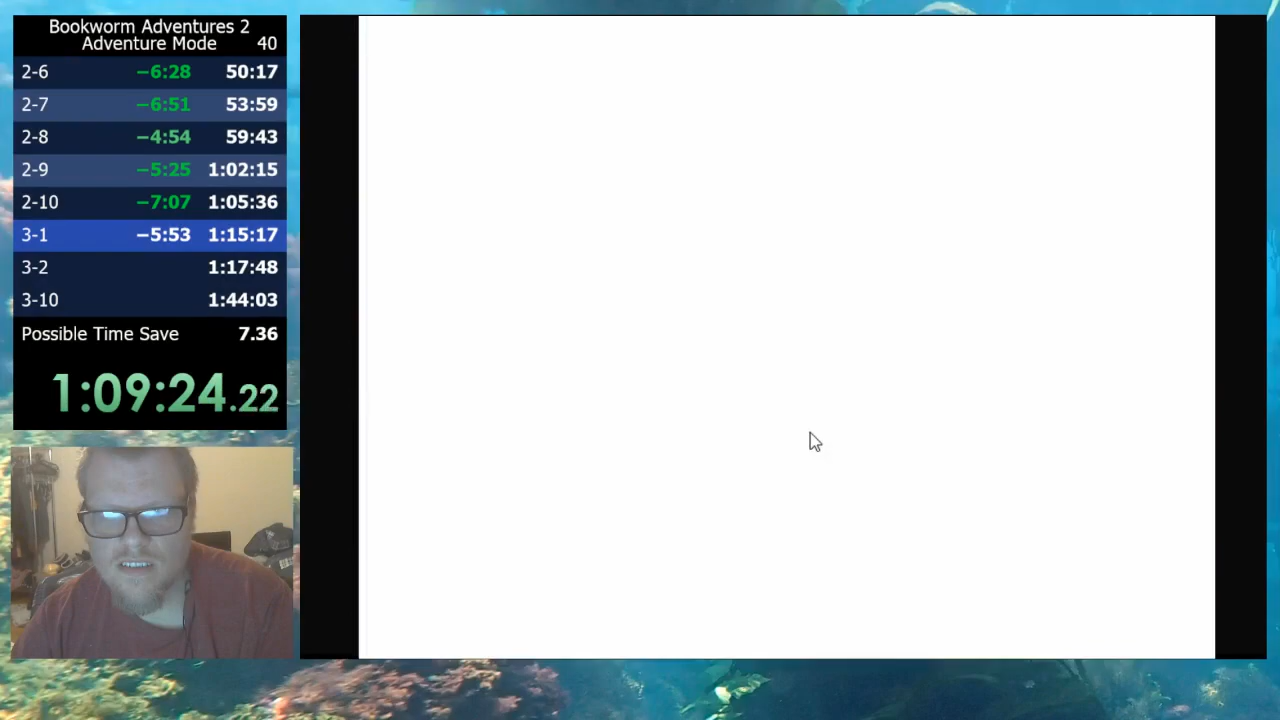 Bookworm Adventures 2
Adventure Mode 40
2-6 −6:28 50:17
2-7 −6:51 53:59
2-8 −4:54 59:43
2-9 −5:25 1:02:15
2-10 −7:07 1:05:36
3-1 −5:53 1:15:17
3-2 1:17:48
3-10 1:44:03
Possible Time Save 7.36
1:09:24.22